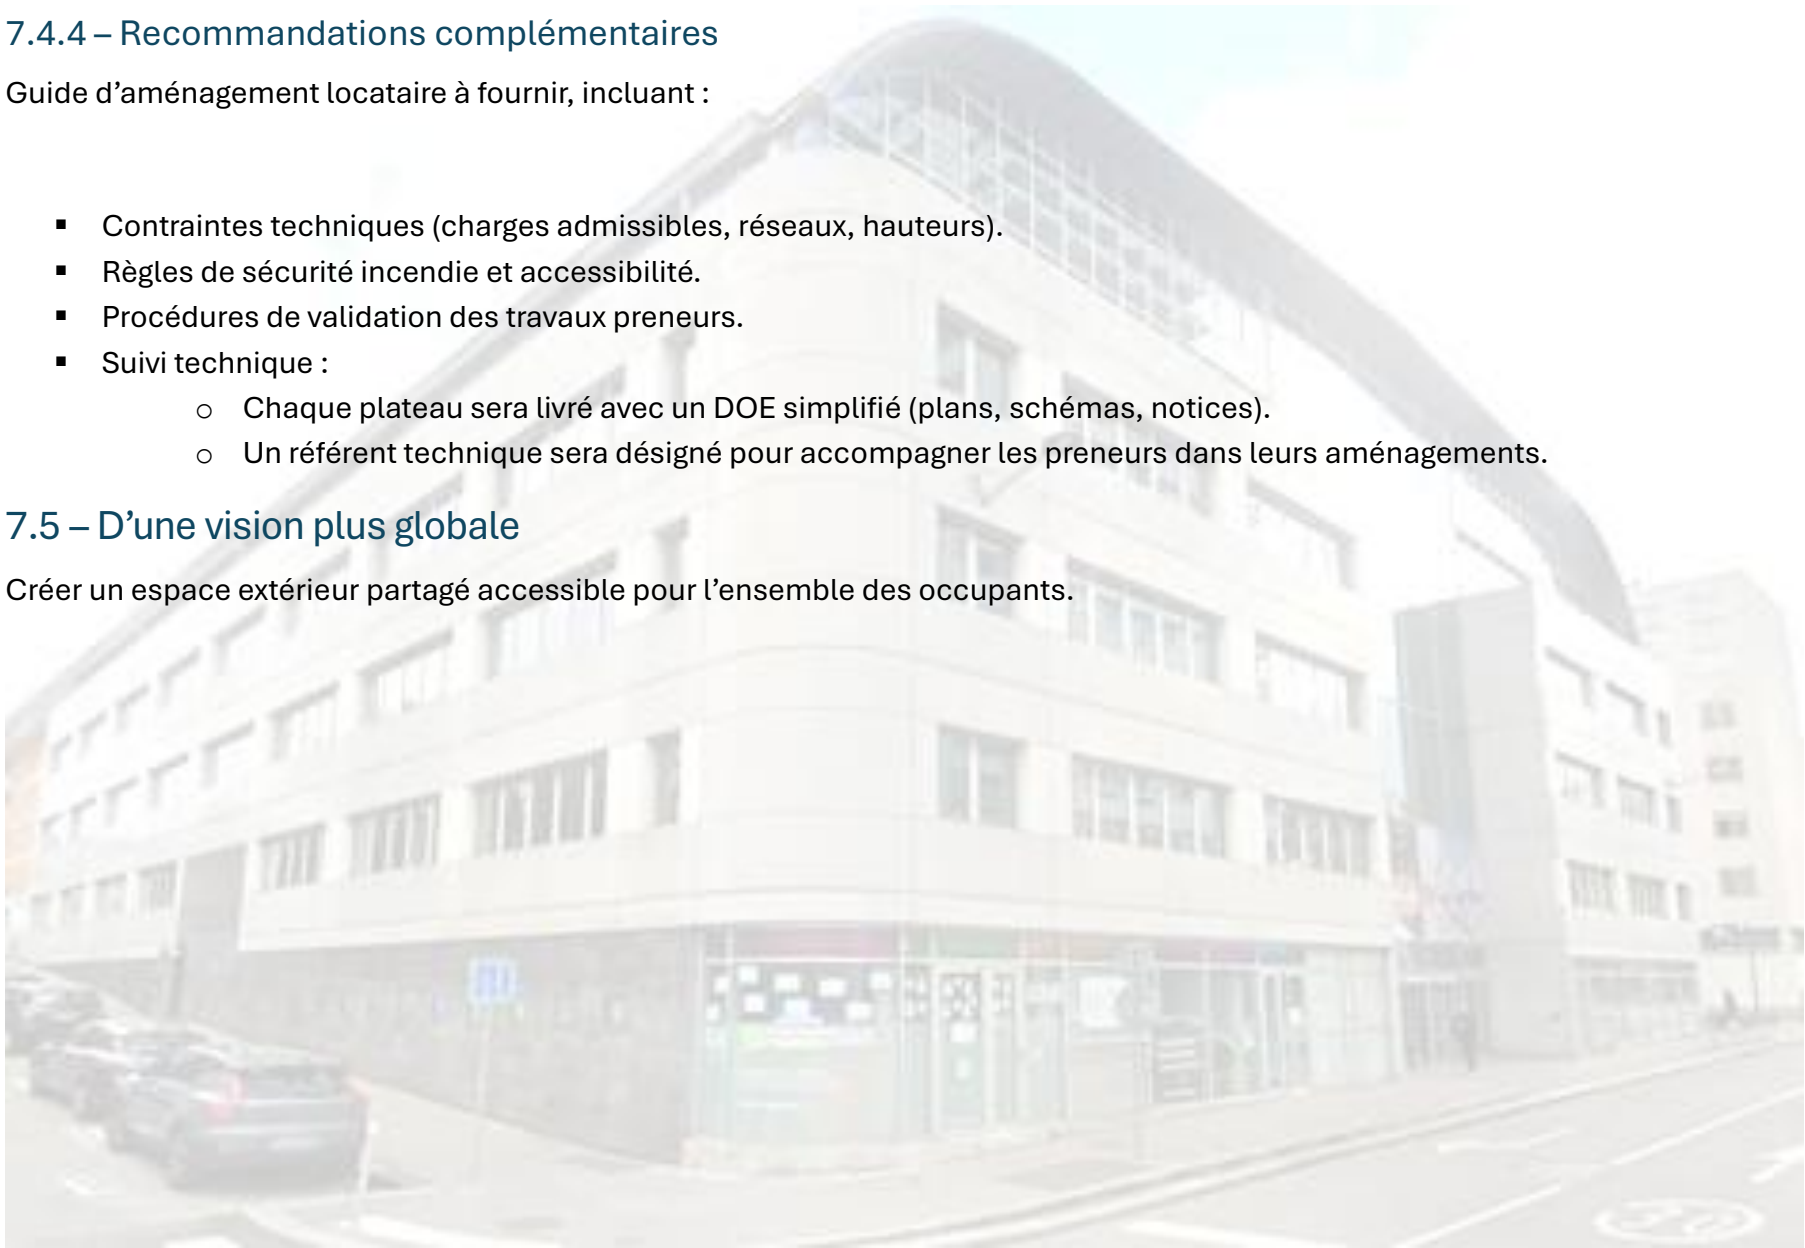 7.4.4 – Recommandations complémentaires
Guide d’aménagement locataire à fournir, incluant :
▪ Contraintes techniques (charges admissibles, réseaux, hauteurs).
▪ Règles de sécurité incendie et accessibilité.
▪ Procédures de validation des travaux preneurs.
▪ Suivi technique :
o Chaque plateau sera livré avec un DOE simplifié (plans, schémas, notices).
o Un référent technique sera désigné pour accompagner les preneurs dans leurs aménagements.
7.5 – D’une vision plus globale
Créer un espace extérieur partagé accessible pour l’ensemble des occupants.